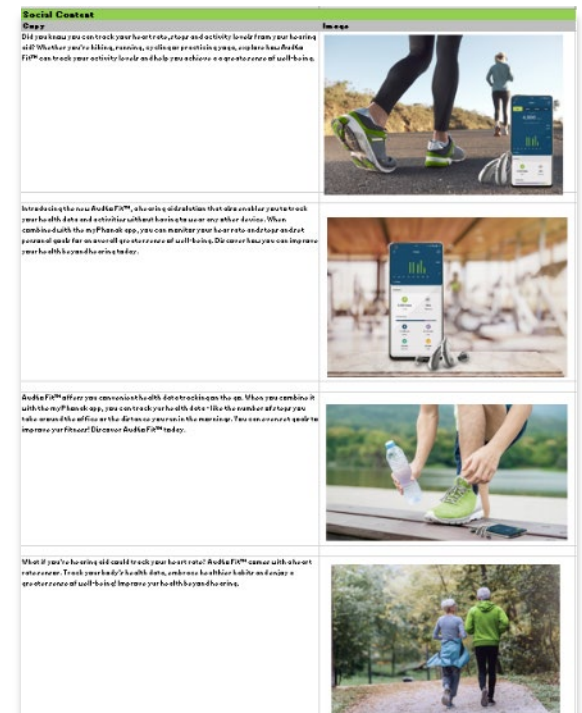 Social Content
Copy
Image
Did you know you can track your heart rate, steps and activity levels from your hearing
aid? Whether you're hiking, running, cycling or practicing yoga, explore how Audéo
Fit™ can track your activity levels and help you achieve a greater sense of well-being.
Introducing the new Audéo Fit™, a hearing aid solution that also enables you to track
your health data and activities without having to wear any other device. When
combined with the myPhonak app, you can monitor your hear rate and steps and set
personal goals for an overall greater sense of well-being. Discover how you can improve
your health beyond hearing today.
Audéo Fit™ offers you convenient health data tracking on the go. When you combine it
with the myPhonak app, you can track yur health data - like the number of steps you
take around the office or the distance you run in the mornings. You can even set goals to
improve yur fitness! Discover Audéo Fit™ today.
What if you're hearing aid could track your heart rate? Audéo Fit™ comes with a heart
rate sensor. Track your body's health data, embrace healthier habits and enjoy a
greater sense of well-being! Improve yur health beyond hearing.